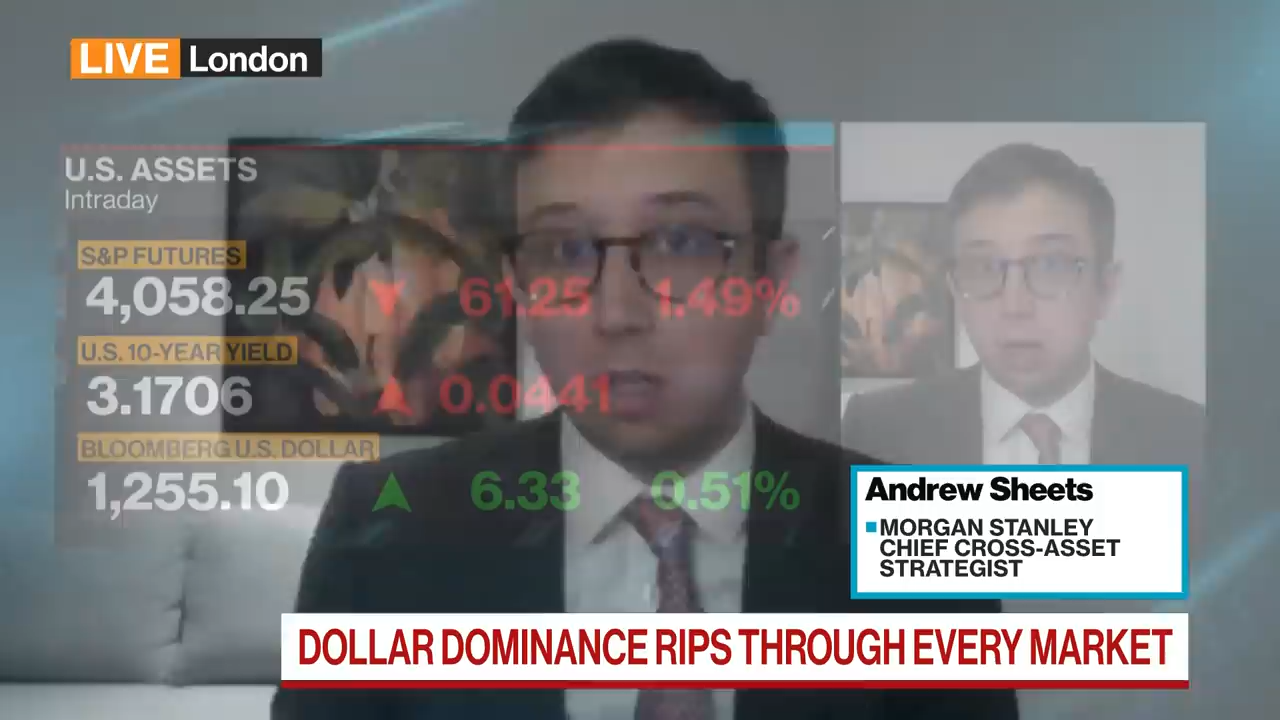 LIVE London
U.S. ASSETS
Intraday
S&P FUTURES
4,058.25 ▼ 61.25 1.49%
U.S. 10-YEAR YIELD
3.1706 ▲ 0.0441
BLOOMBERG U.S. DOLLAR
1,255.10 ▲ 6.33 0.51%
Andrew Sheets
MORGAN STANLEY
CHIEF CROSS-ASSET
STRATEGIST
DOLLAR DOMINANCE RIPS THROUGH EVERY MARKET